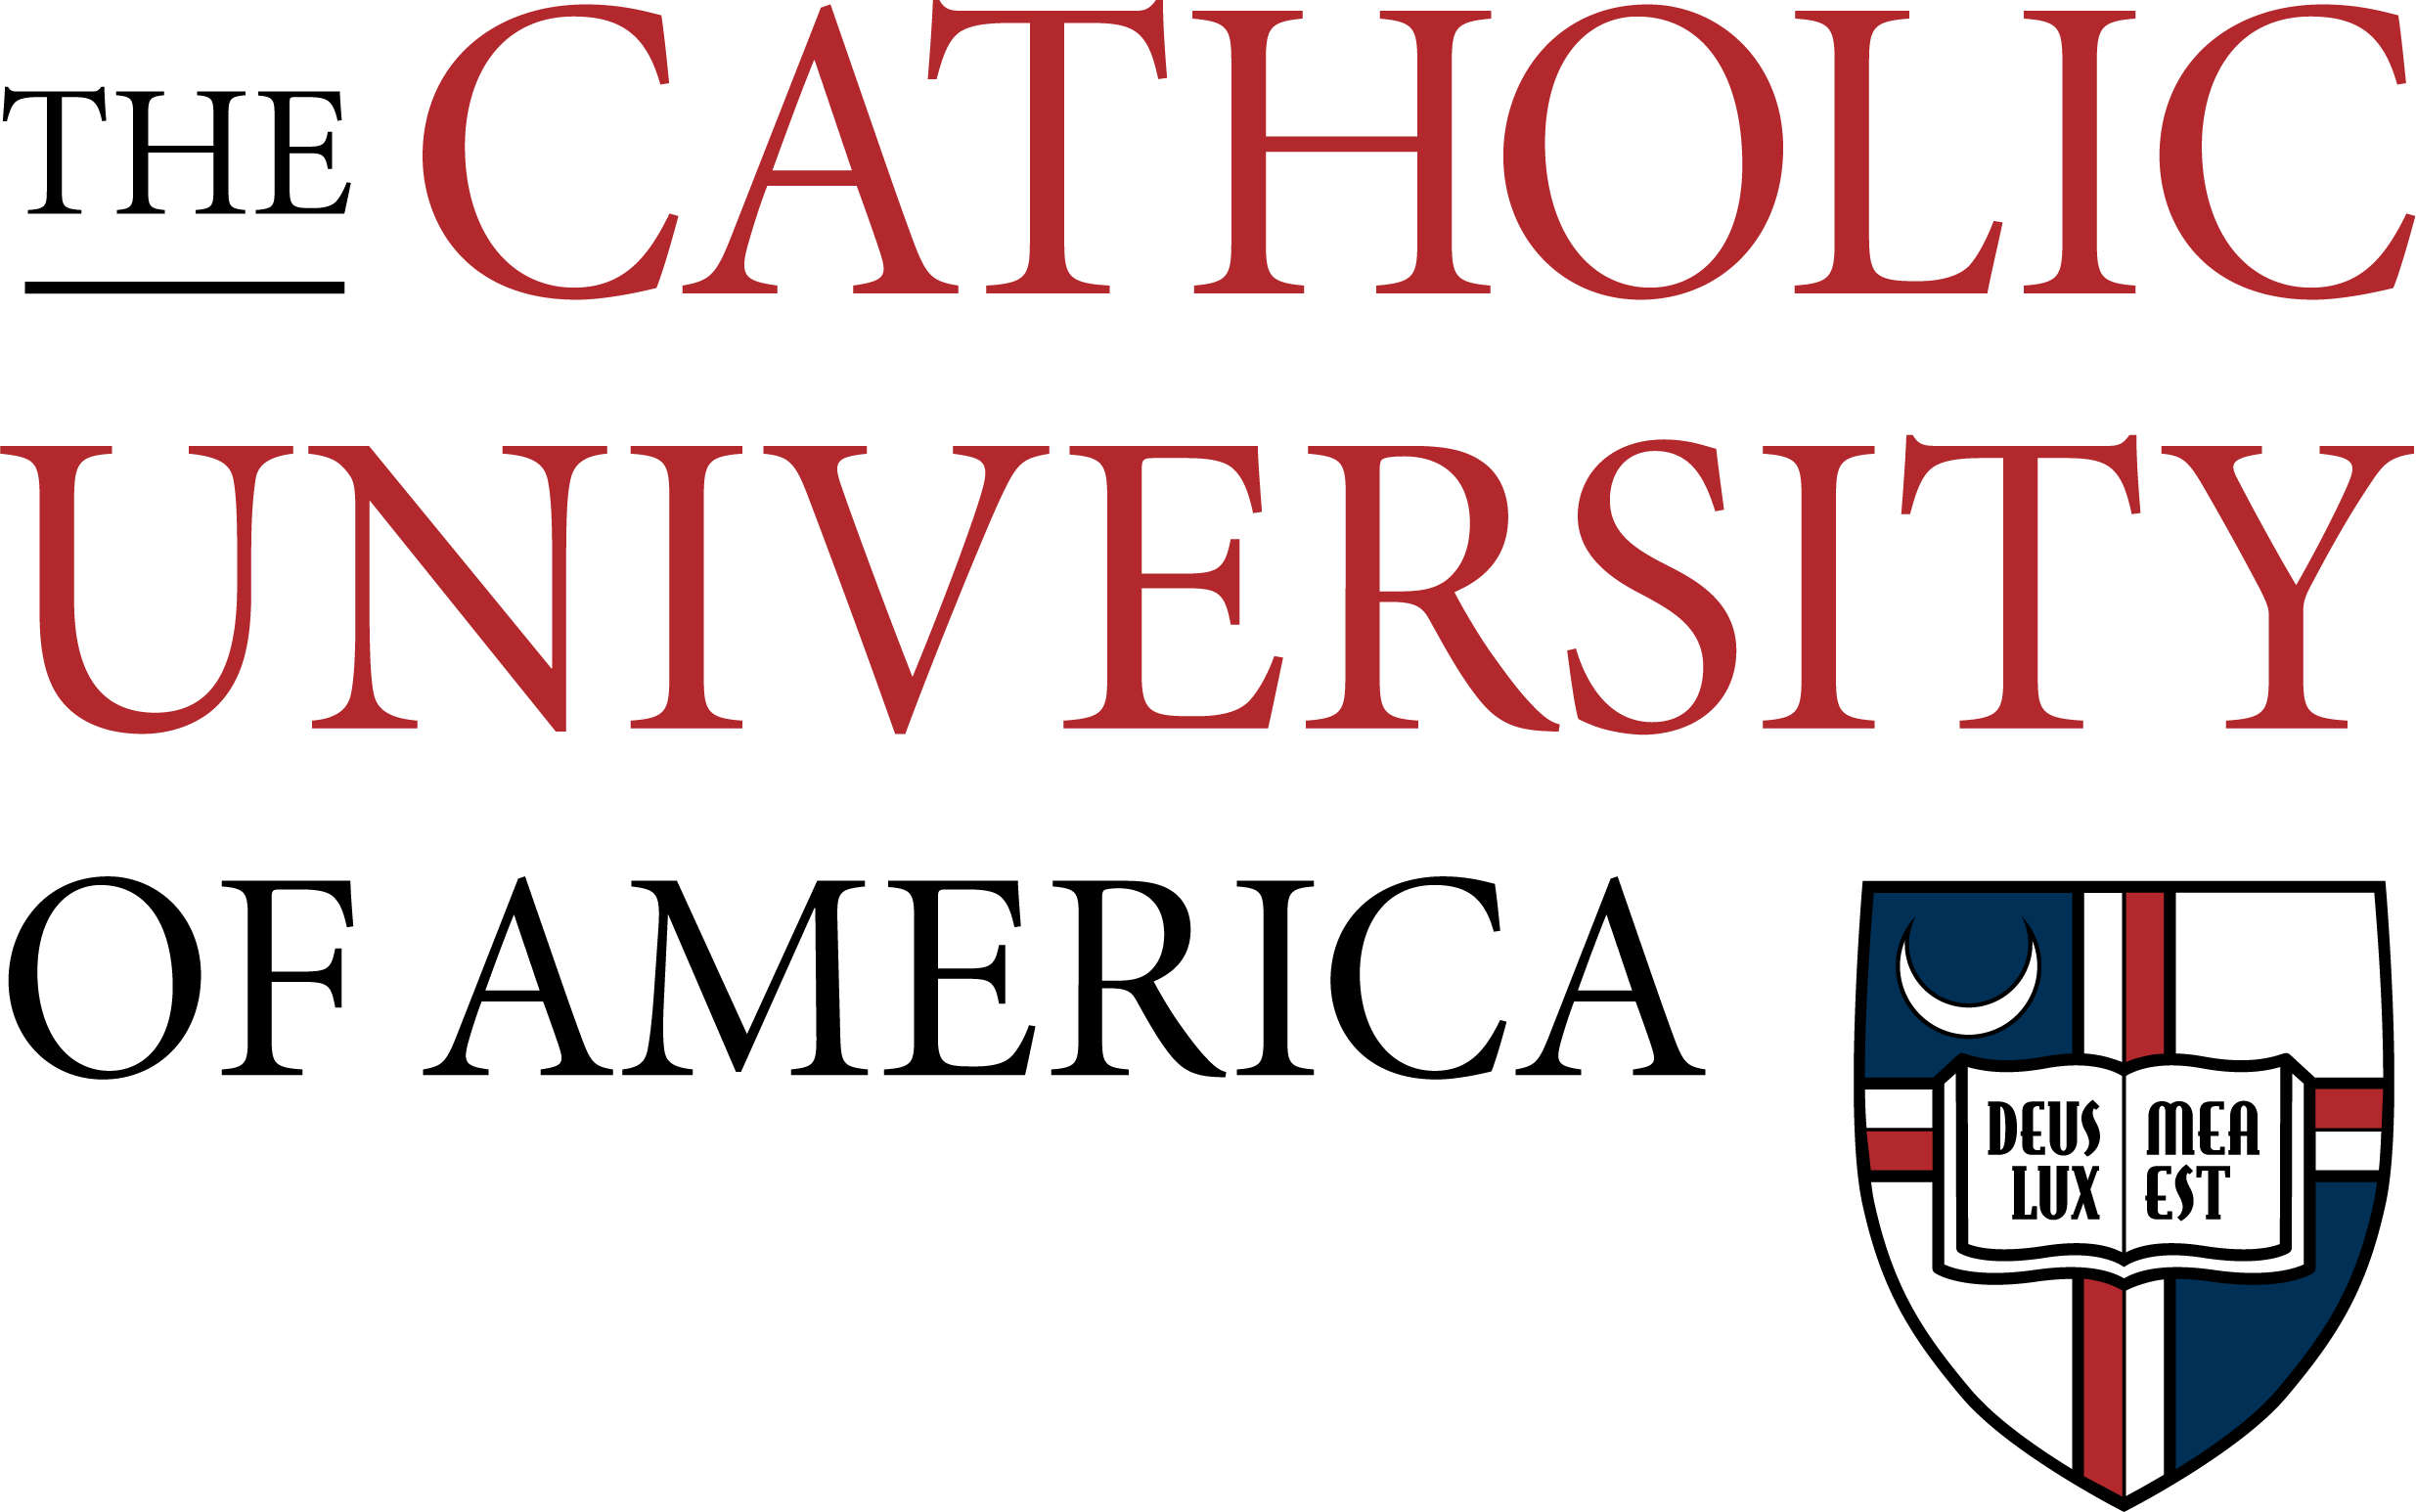 THE CATHOLIC
UNIVERSITY
OF AMERICA
DEUS MEA
LUX EST